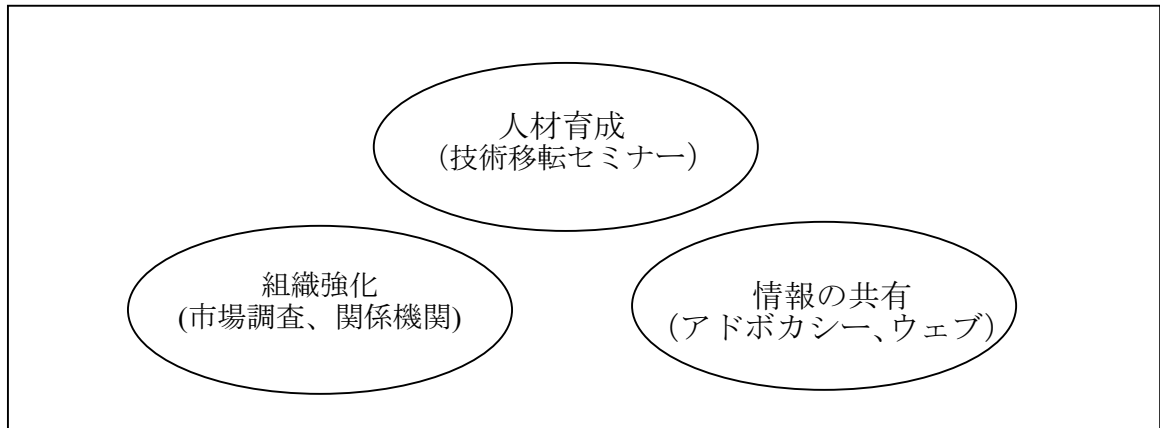 人材育成
（技術移転セミナー）
組織強化
(市場調査、関係機関)
情報の共有
（アドボカシー、ウェブ）